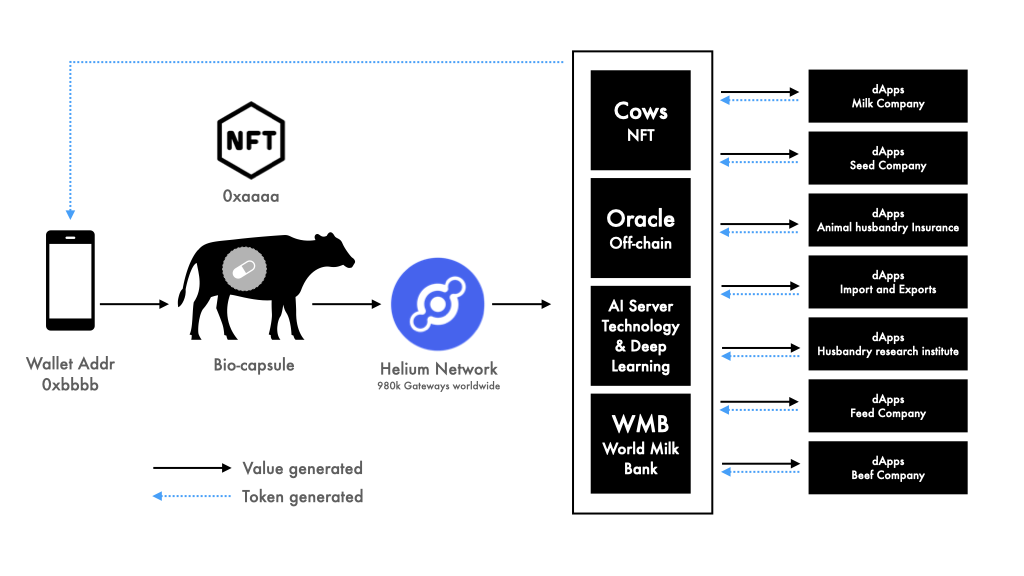 NFT
0xaaaa
Wallet Addr
0xbbbb
Bio-capsule
Helium Network
980k Gateways worldwide
Value generated
Token generated
Cows
NFT
Oracle
Off-chain
AI Server
Technology
& Deep
Learning
WMB
World Milk
Bank
dApps
Milk Company
dApps
Seed Company
dApps
Animal husbandry Insurance
dApps
Import and Exports
dApps
Husbandry research institute
dApps
Feed Company
dApps
Beef Company